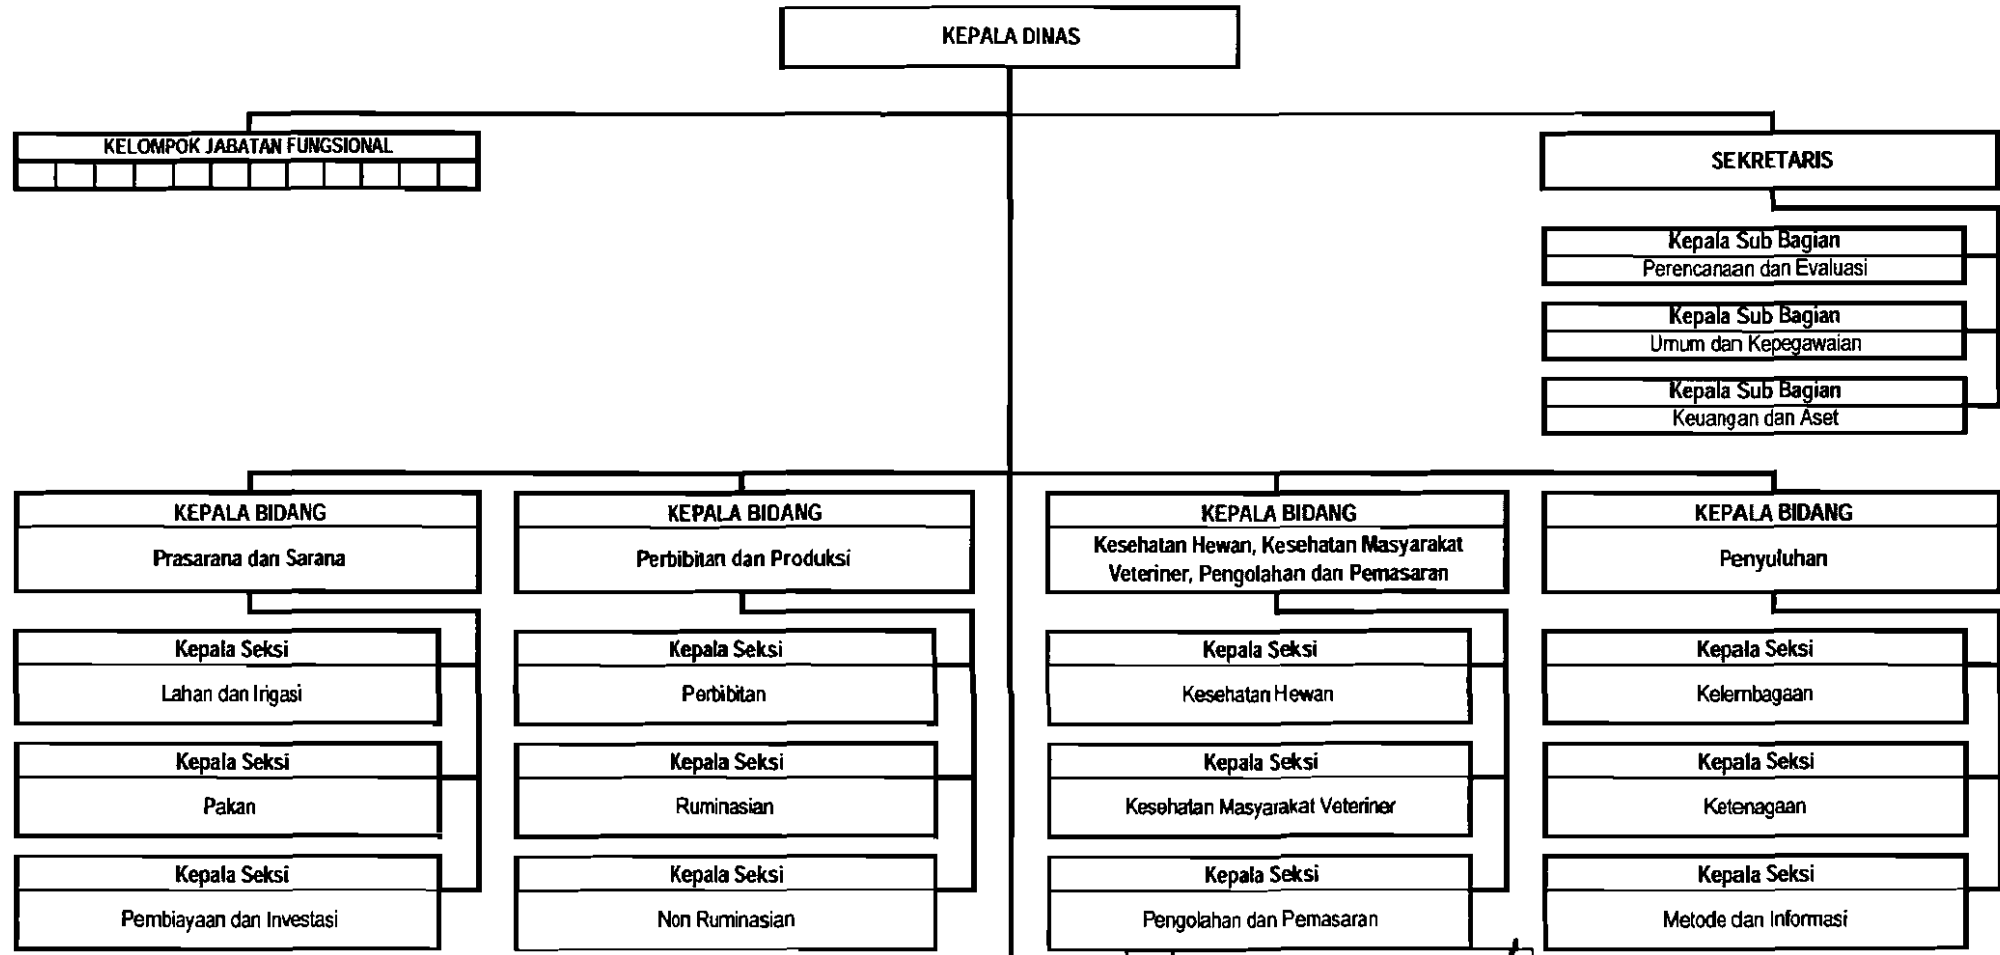 KEPALA DINAS
KELOMPOK JABATAN FUNGSIONAL
SEKRETARIS
Kepala Sub Bagian
Perencanaan dan Evaluasi
Kepala Sub Bagian
Umum dan Kepegawaian
Kepala Sub Bagian
Keuangan dan Aset
KEPALA BIDANG
Prasarana dan Sarana
Kepala Seksi
Lahan dan Irigasi
Kepala Seksi
Pakan
Kepala Seksi
Pembiayaan dan Investasi
KEPALA BIDANG
Perbibitan dan Produksi
Kepala Seksi
Perbibitan
Kepala Seksi
Ruminasian
Kepala Seksi
Non Ruminasian
KEPALA BIDANG
Kesehatan Hewan, Kesehatan Masyarakat
Veteriner, Pengolahan dan Pemasaran
Kepala Seksi
Kesehatan Hewan
Kepala Seksi
Kesehatan Masyarakat Veteriner
Kepala Seksi
Pengolahan dan Pemasaran
KEPALA BIDANG
Penyuluhan
Kepala Seksi
Kelembagaan
Kepala Seksi
Ketenagaan
Kepala Seksi
Metode dan Informasi